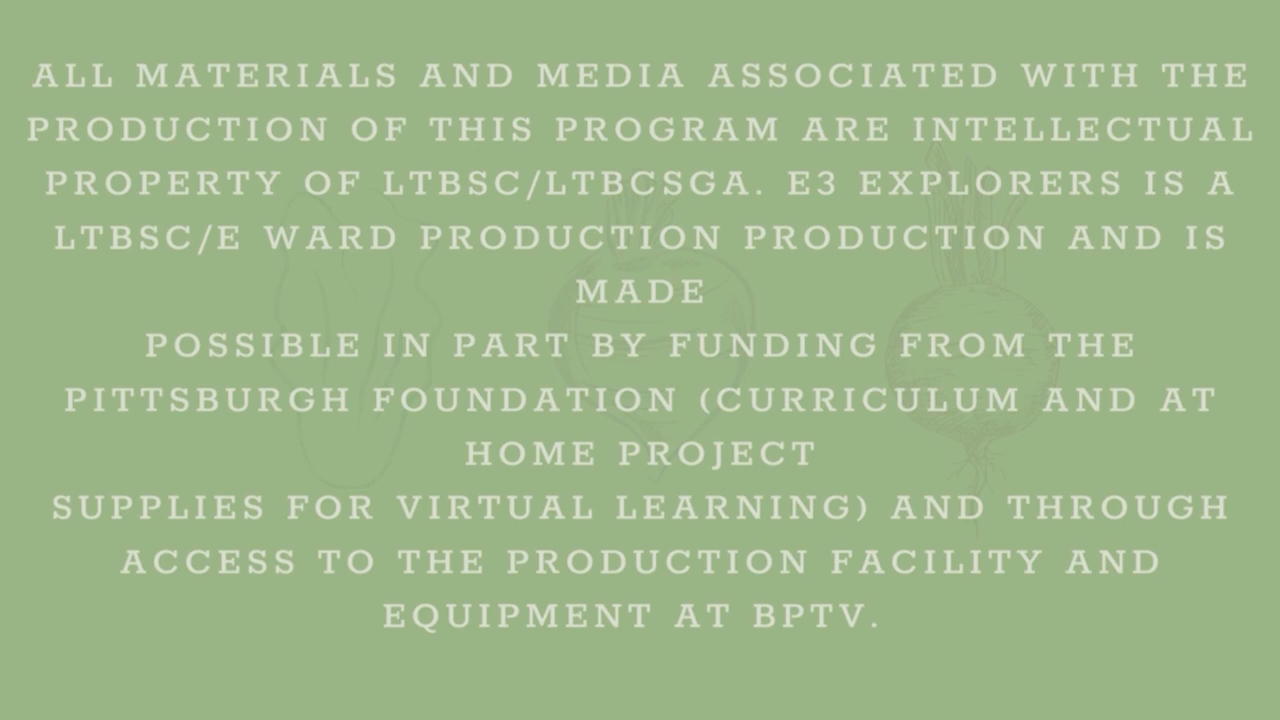 ALL MATERIALS AND MEDIA ASSOCIATED WITH THE
PRODUCTION OF THIS PROGRAM ARE INTELLECTUAL
PROPERTY OF LTBSC/LTBCSGA. E3 EXPLORERS IS A
LTBSC/E WARD PRODUCTION PRODUCTION AND IS
MADE
POSSIBLE IN PART BY FUNDING FROM THE
PITTSBURGH FOUNDATION (CURRICULUM AND AT
HOME PROJECT
SUPPLIES FOR VIRTUAL LEARNING) AND THROUGH
ACCESS TO THE PRODUCTION FACILITY AND
EQUIPMENT AT BPTV.